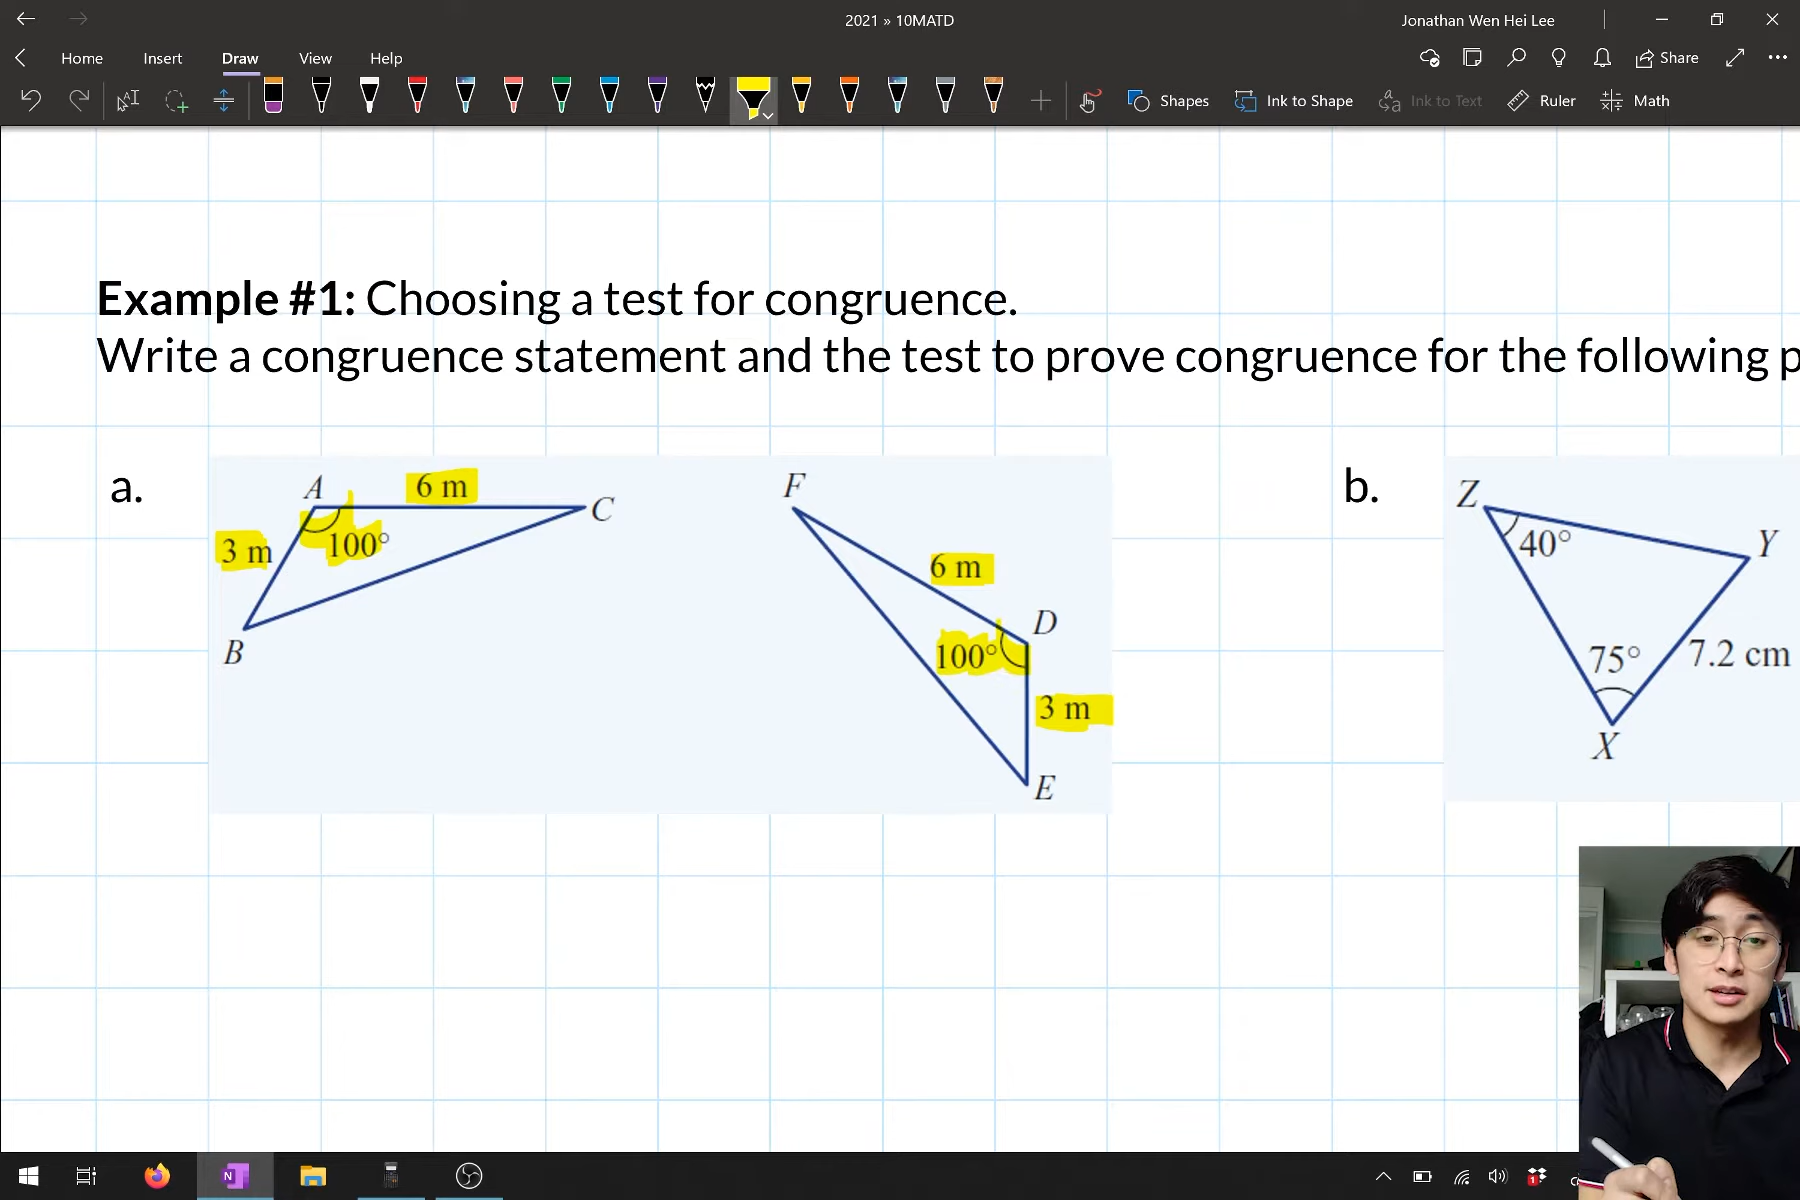 2021 » 10MATD
Jonathan Wen Hei Lee
Home Insert Draw View Help
Share
Shapes Ink to Shape Ink to Text Ruler Math
Example #1: Choosing a test for congruence.
Write a congruence statement and the test to prove congruence for the following p
a.
A
6 m
C
3 m
100°
B
F
6 m
D
100°
3 m
E
b.
Z
40°
Y
75°
7.2 cm
X
N
1